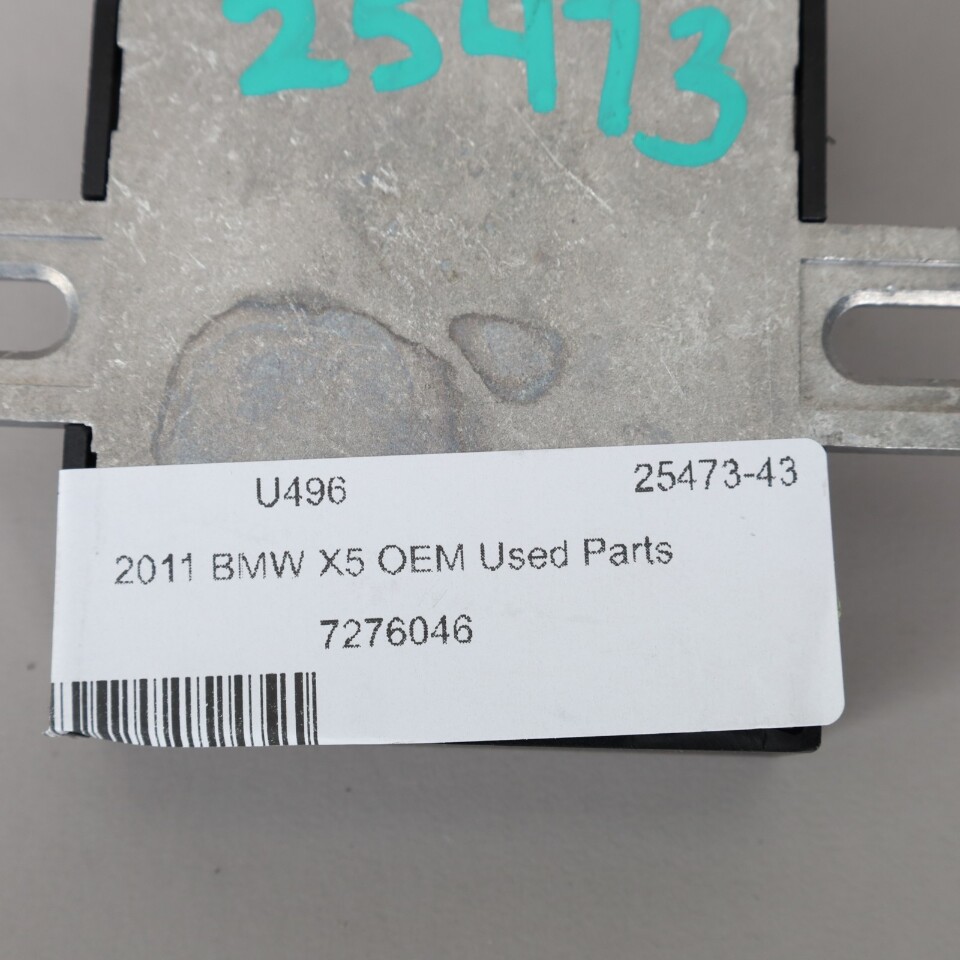 25473
U496 25473-43
2011 BMW X5 OEM Used Parts
7276046